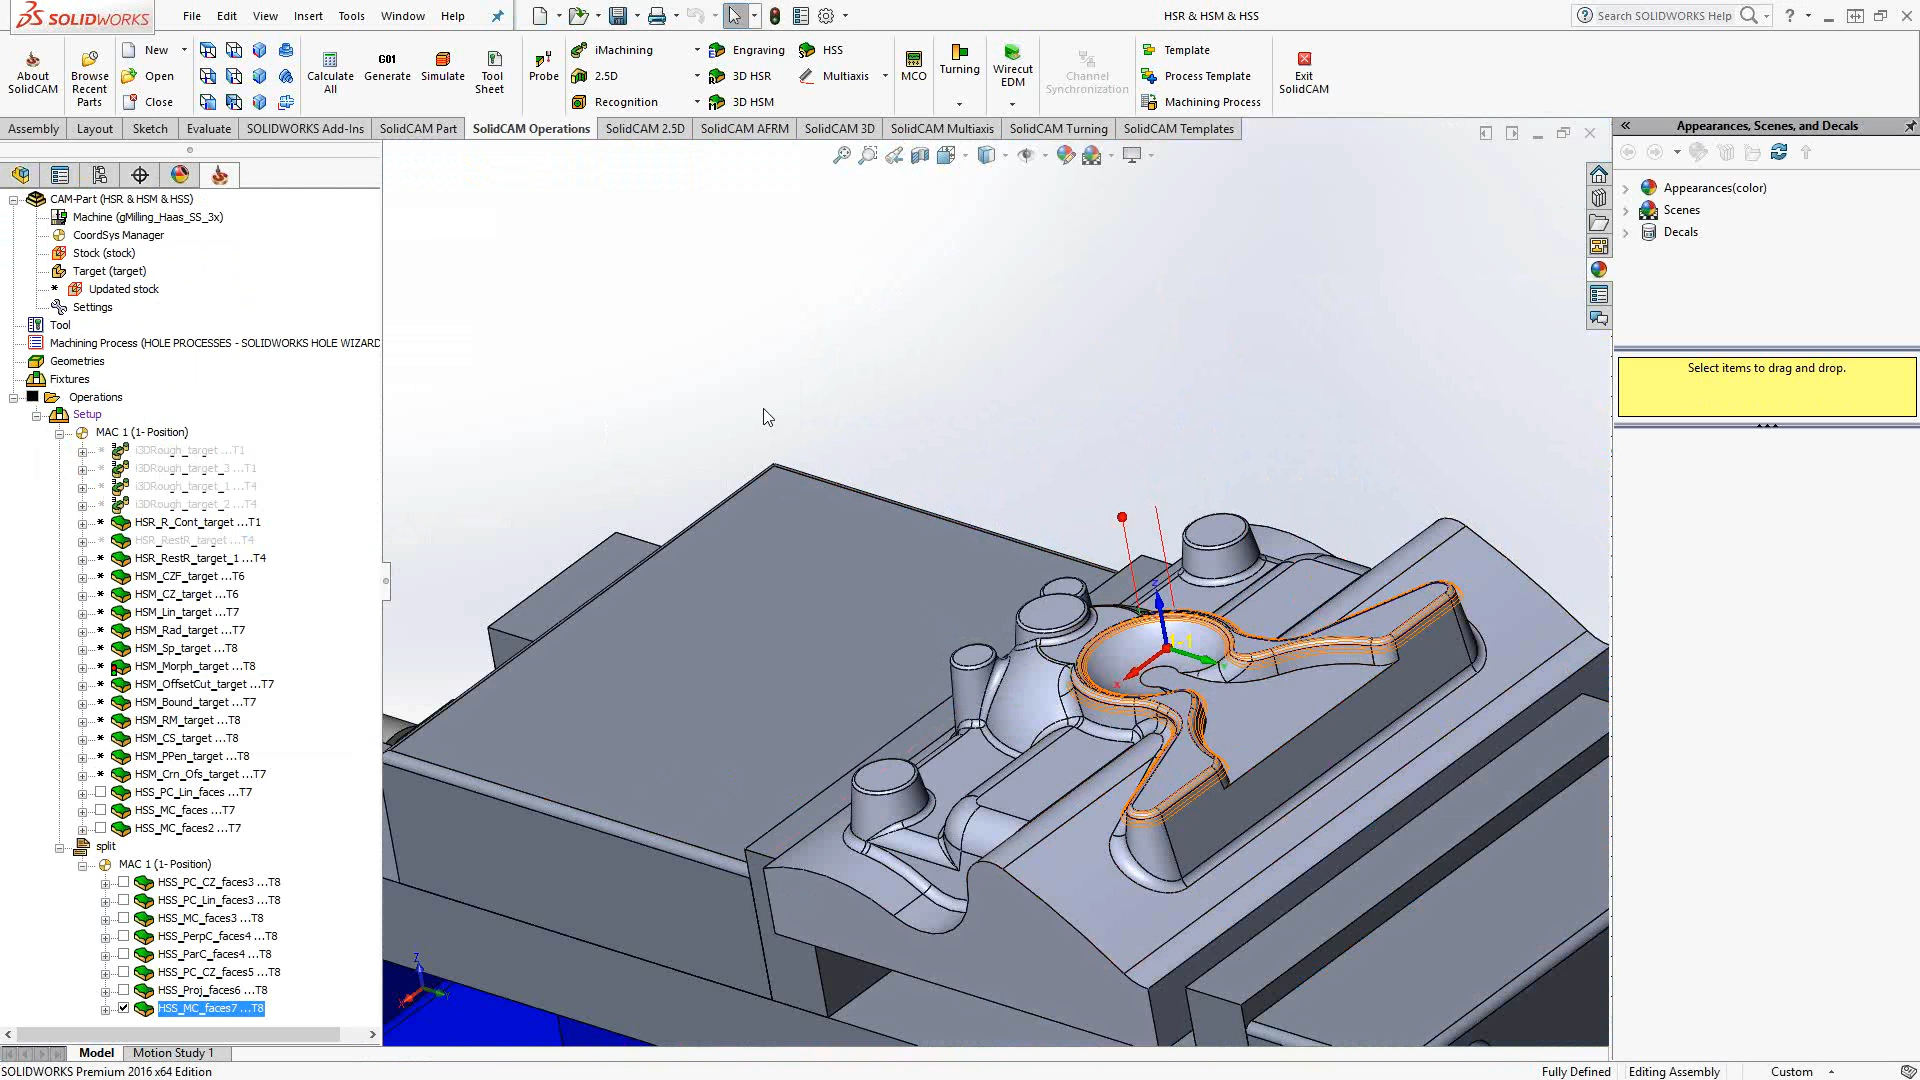 SOLIDWORKS
File Edit View Insert Tools Window Help
HSR & HSM & HSS
Search SOLIDWORKS Help
About SolidCAM
Browse Recent Parts
New
Open
Close
Calculate All
G01
Generate
Simulate
Tool Sheet
Probe
iMachining
2.5D
Recognition
Engraving
3D HSR
3D HSM
HSS
Multiaxis
MCO
Turning
Wirecut EDM
Channel Synchronization
Template
Process Template
Machining Process
Exit SolidCAM
Assembly Layout Sketch Evaluate SOLIDWORKS Add-Ins SolidCAM Part SolidCAM Operations SolidCAM 2.5D SolidCAM AFRM SolidCAM 3D SolidCAM Multiaxis SolidCAM Turning SolidCAM Templates
CAM-Part (HSR & HSM & HSS)
Machine (gMilling_Haas_SS_3x)
CoordSys Manager
Stock (stock)
Target (target)
* Updated stock
Settings
Tool
Machining Process (HOLE PROCESSES - SOLIDWORKS HOLE WIZARD
Geometries
Fixtures
Operations
Setup
MAC 1 (1- Position)
* i3DRough_target ...T1
* i3DRough_target_3 ...T1
* i3DRough_target_1 ...T4
* i3DRough_target_2 ...T4
* HSR_R_Cont_target ...T1
* HSR_RestR_target ...T4
* HSR_RestR_target_1 ...T4
* HSM_CZF_target ...T6
* HSM_CZ_target ...T6
* HSM_Lin_target ...T7
* HSM_Rad_target ...T7
* HSM_Sp_target ...T8
* HSM_Morph_target ...T8
* HSM_OffsetCut_target ...T7
* HSM_Bound_target ...T7
* HSM_RM_target ...T8
* HSM_CS_target ...T8
* HSM_PPen_target ...T8
* HSM_Crn_Ofs_target ...T7
HSS_PC_Lin_faces ...T7
HSS_MC_faces ...T7
HSS_MC_faces2 ...T7
split
MAC 1 (1- Position)
HSS_PC_CZ_faces3 ...T8
HSS_PC_Lin_faces3 ...T8
HSS_MC_faces3 ...T8
HSS_PerpC_faces4 ...T8
HSS_ParC_faces4 ...T8
HSS_PC_CZ_faces5 ...T8
HSS_Proj_faces6 ...T8
HSS_MC_faces7 ...T8
Appearances, Scenes, and Decals
Appearances(color)
Scenes
Decals
Select items to drag and drop.
Z
1-1
X
Y
Z
X
Y
Model Motion Study 1
SOLIDWORKS Premium 2016 x64 Edition
Fully Defined Editing Assembly Custom